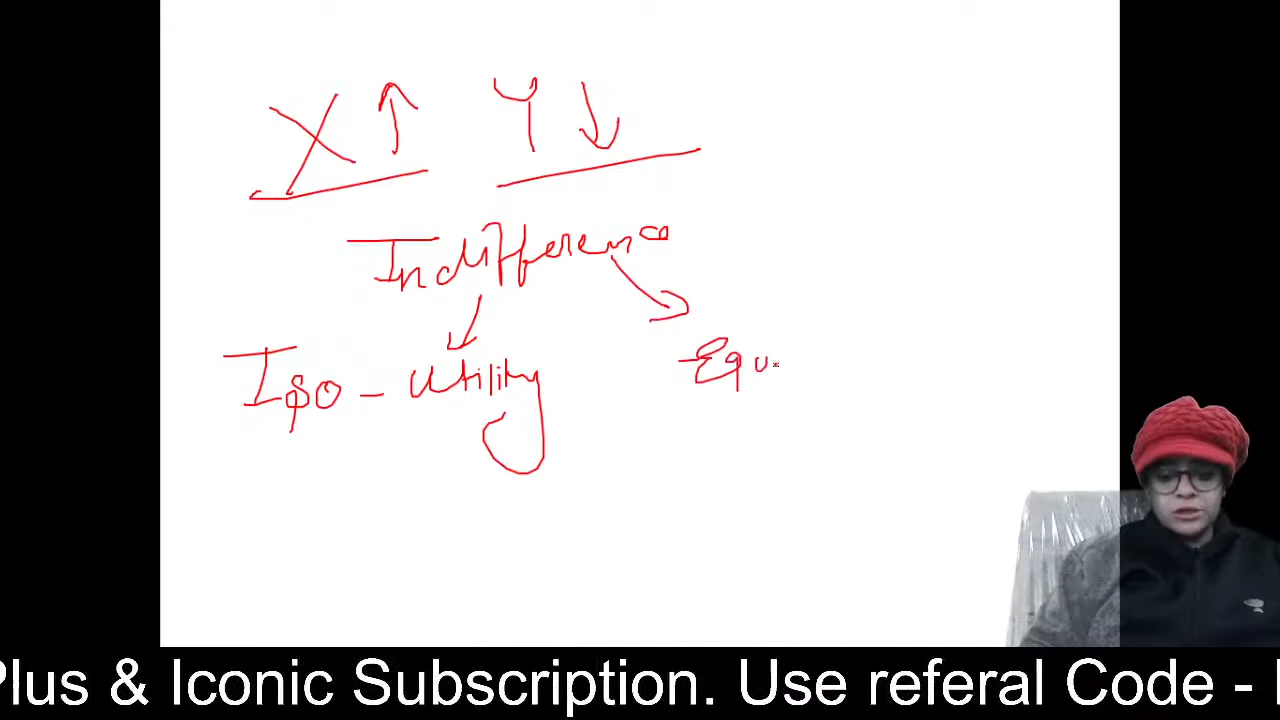 X ↑ Y ↓
Indifference
Iso - Utility
Equ
Plus & Iconic Subscription. Use referal Code -